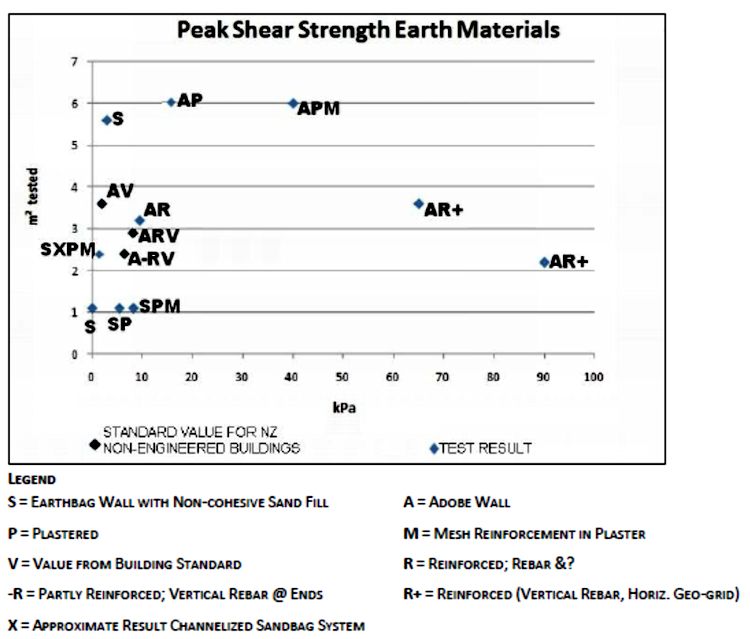 Peak Shear Strength Earth Materials
7
6
5
4
3
2
1
0
m² tested
AP
APM
S
AV
AR
AR+
ARV
SXPM
A-RV
AR+
SPM
S
SP
0 10 20 30 40 50 60 70 80 90 100
kPa
STANDARD VALUE FOR NZ
NON-ENGINEERED BUILDINGS
TEST RESULT
LEGEND
S = EARTHBAG WALL WITH NON-COHESIVE SAND FILL
A = ADOBE WALL
P = PLASTERED
M = MESH REINFORCEMENT IN PLASTER
V = VALUE FROM BUILDING STANDARD
R = REINFORCED; REBAR &?
-R = PARTLY REINFORCED; VERTICAL REBAR @ ENDS
R+ = REINFORCED (VERTICAL REBAR, HORIZ. GEO-GRID)
X = APPROXIMATE RESULT CHANNELIZED SANDBAG SYSTEM